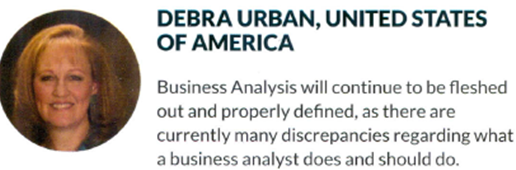 DEBRA URBAN, UNITED STATES
OF AMERICA
Business Analysis will continue to be fleshed
out and properly defined, as there are
currently many discrepancies regarding what
a business analyst does and should do.